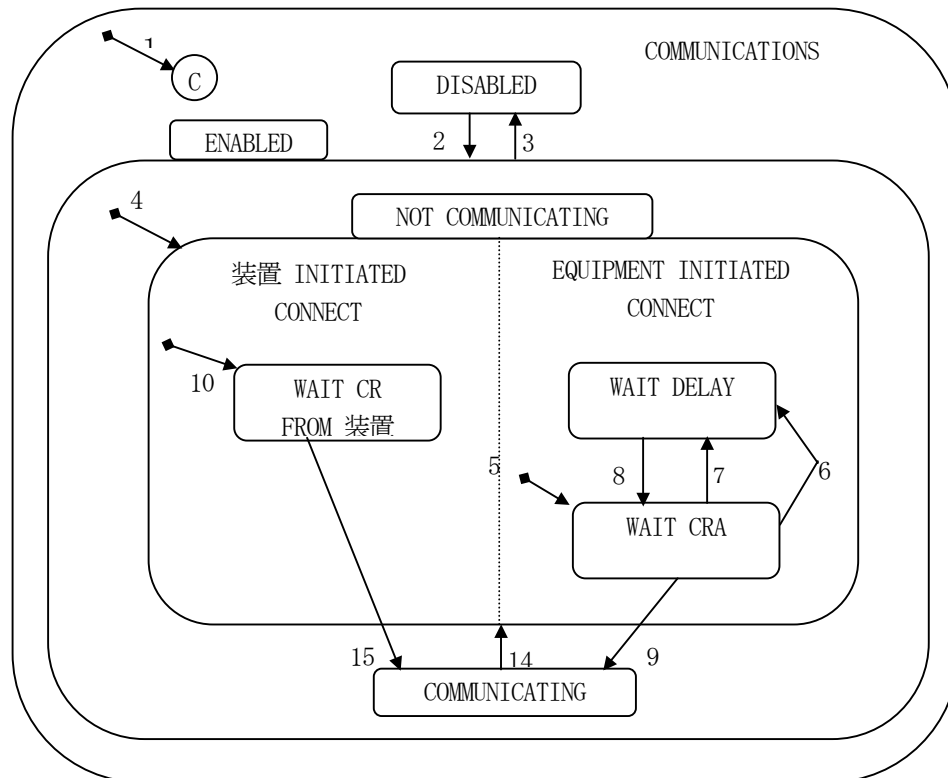 1
COMMUNICATIONS
C
DISABLED
ENABLED
2
3
4
NOT COMMUNICATING
装置 INITIATED
CONNECT
EQUIPMENT INITIATED
CONNECT
10
WAIT CR
FROM 装置
WAIT DELAY
5
8
7
6
WAIT CRA
15
14
9
COMMUNICATING